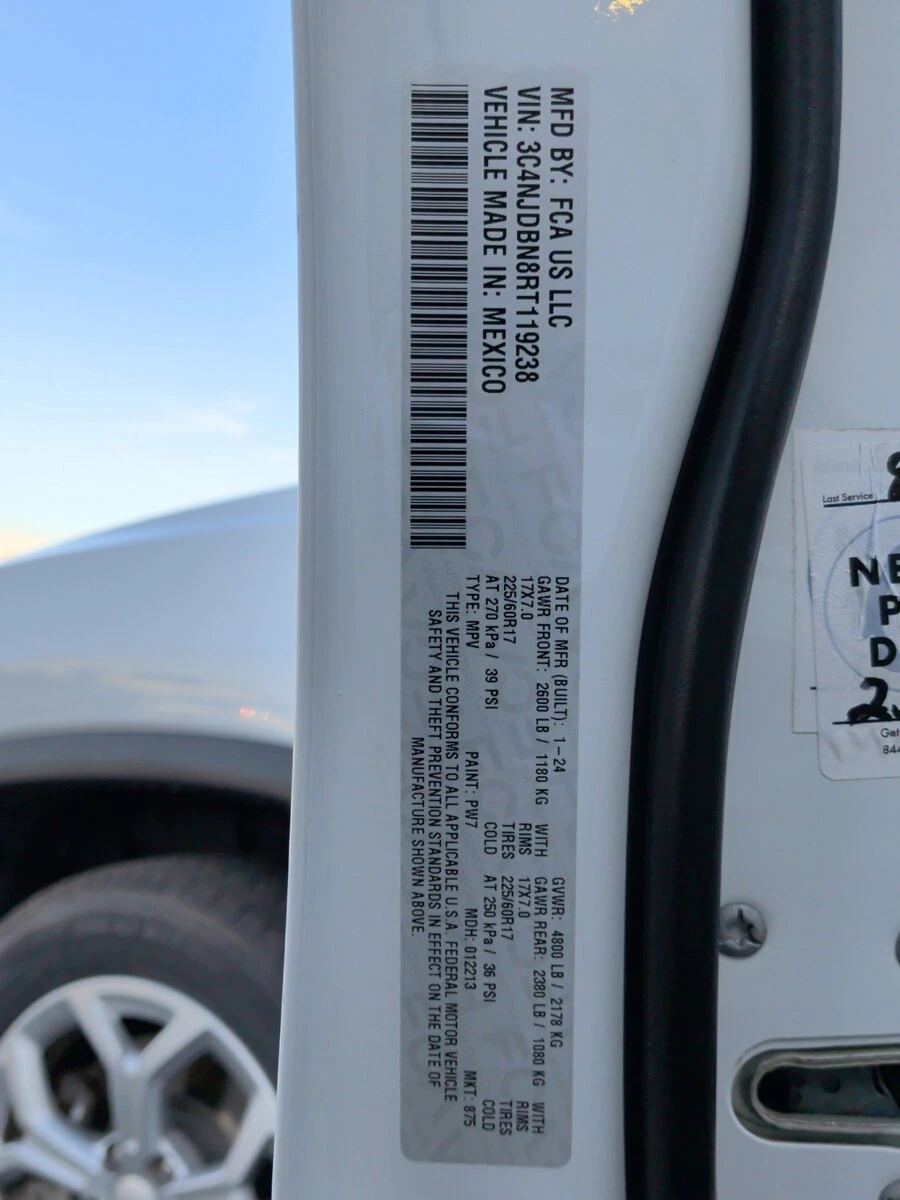 MFD BY: FCA US LLC
VIN: 3C4NJDBN8RT119238
VEHICLE MADE IN: MEXICO
DATE OF MFR (BUILT): 1-24 GVWR: 4800 LB / 2178 KG
GAWR FRONT: 2600 LB / 1180 KG WITH GAWR REAR: 2380 LB / 1080 KG WITH
17X7.0 RIMS 17X7.0 RIMS
225/60R17 TIRES 225/60R17 TIRES
AT 270 kPa / 39 PSI COLD AT 250 kPa / 36 PSI COLD
TYPE: MPV PAINT: PW7 MDH: 012213 MKT: 875
THIS VEHICLE CONFORMS TO ALL APPLICABLE U.S.A. FEDERAL MOTOR VEHICLE
SAFETY AND THEFT PREVENTION STANDARDS IN EFFECT ON THE DATE OF
MANUFACTURE SHOWN ABOVE.
Last Service
NE
P
D
2
Get
844